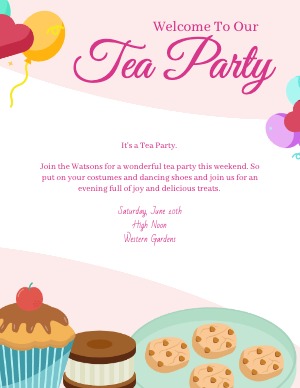 Welcome To Our
Tea Party
It's a Tea Party.
Join the Watsons for a wonderful tea party this weekend. So
put on your costumes and dancing shoes and join us for an
evening full of joy and delicious treats.
Saturday, June 20th
High Noon
Western Gardens